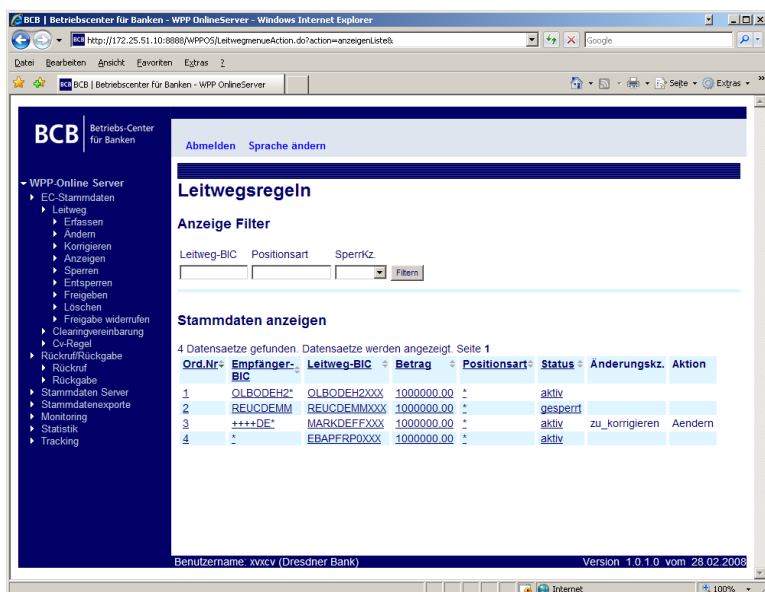 BCB | Betriebscenter für Banken - WPP OnlineServer - Windows Internet Explorer
BCB http://172.25.51.10:8888/WPPOS/LeitwegmenueAction.do?action=anzeigenListe& Google
Datei Bearbeiten Ansicht Favoriten Extras ?
BCB BCB | Betriebscenter für Banken - WPP OnlineServer Seite Extras
BCB Betriebs-Center
für Banken
Abmelden Sprache ändern
WPP-Online Server
EC-Stammdaten
Leitweg
Erfassen
Ändern
Korrigieren
Anzeigen
Sperren
Entsperren
Freigeben
Löschen
Freigabe widerrufen
Clearingvereinbarung
Cv-Regel
Rückruf/Rückgabe
Rückruf
Rückgabe
Stammdaten Server
Stammdatenexporte
Monitoring
Statistik
Tracking
Leitwegsregeln
Anzeige Filter
Leitweg-BIC Positionsart SperrKz.
Filtern
Stammdaten anzeigen
4 Datensaetze gefunden. Datensaetze werden angezeigt. Seite 1
Ord.Nr Empfänger-BIC Leitweg-BIC Betrag Positionsart Status Änderungskz. Aktion
1 OLBODEH2* OLBODEH2XXX 1000000.00 * aktiv
2 REUCDEMM REUCDEMMXXX 1000000.00 * gesperrt
3 ++++DE* MARKDEFFXXX 1000000.00 * aktiv zu_korrigieren Aendern
4 * EBAPFRP0XXX 1000000.00 * aktiv
Benutzername: xvxcv (Dresdner Bank) Version 1.0.1.0 vom 28.02.2008
Internet 100%